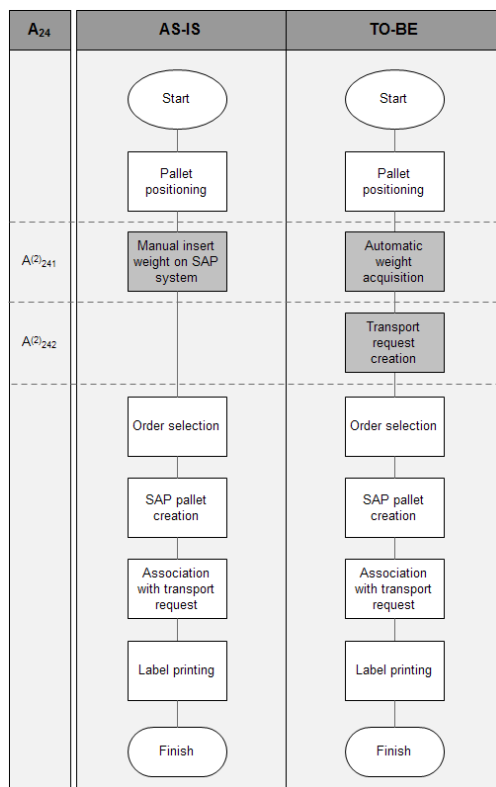 A24 AS-IS TO-BE
Start Start
Pallet Pallet
positioning positioning
A(2)241 Manual insert Automatic
weight on SAP weight
system acquisition
A(2)242 Transport
request
creation
Order selection Order selection
SAP pallet SAP pallet
creation creation
Association Association
with transport with transport
request request
Label printing Label printing
Finish Finish